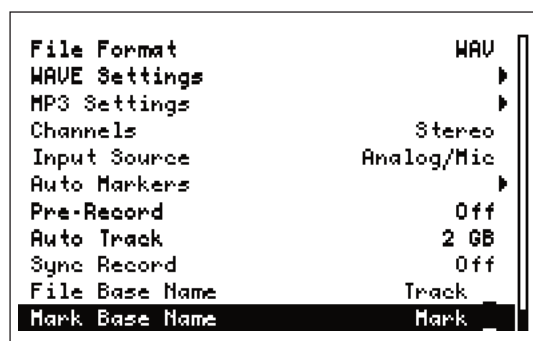 File Format WAV
WAVE Settings
MP3 Settings
Channels Stereo
Input Source Analog/Mic
Auto Markers
Pre-Record Off
Auto Track 2 GB
Sync Record Off
File Base Name Track _
Mark Base Name Mark _